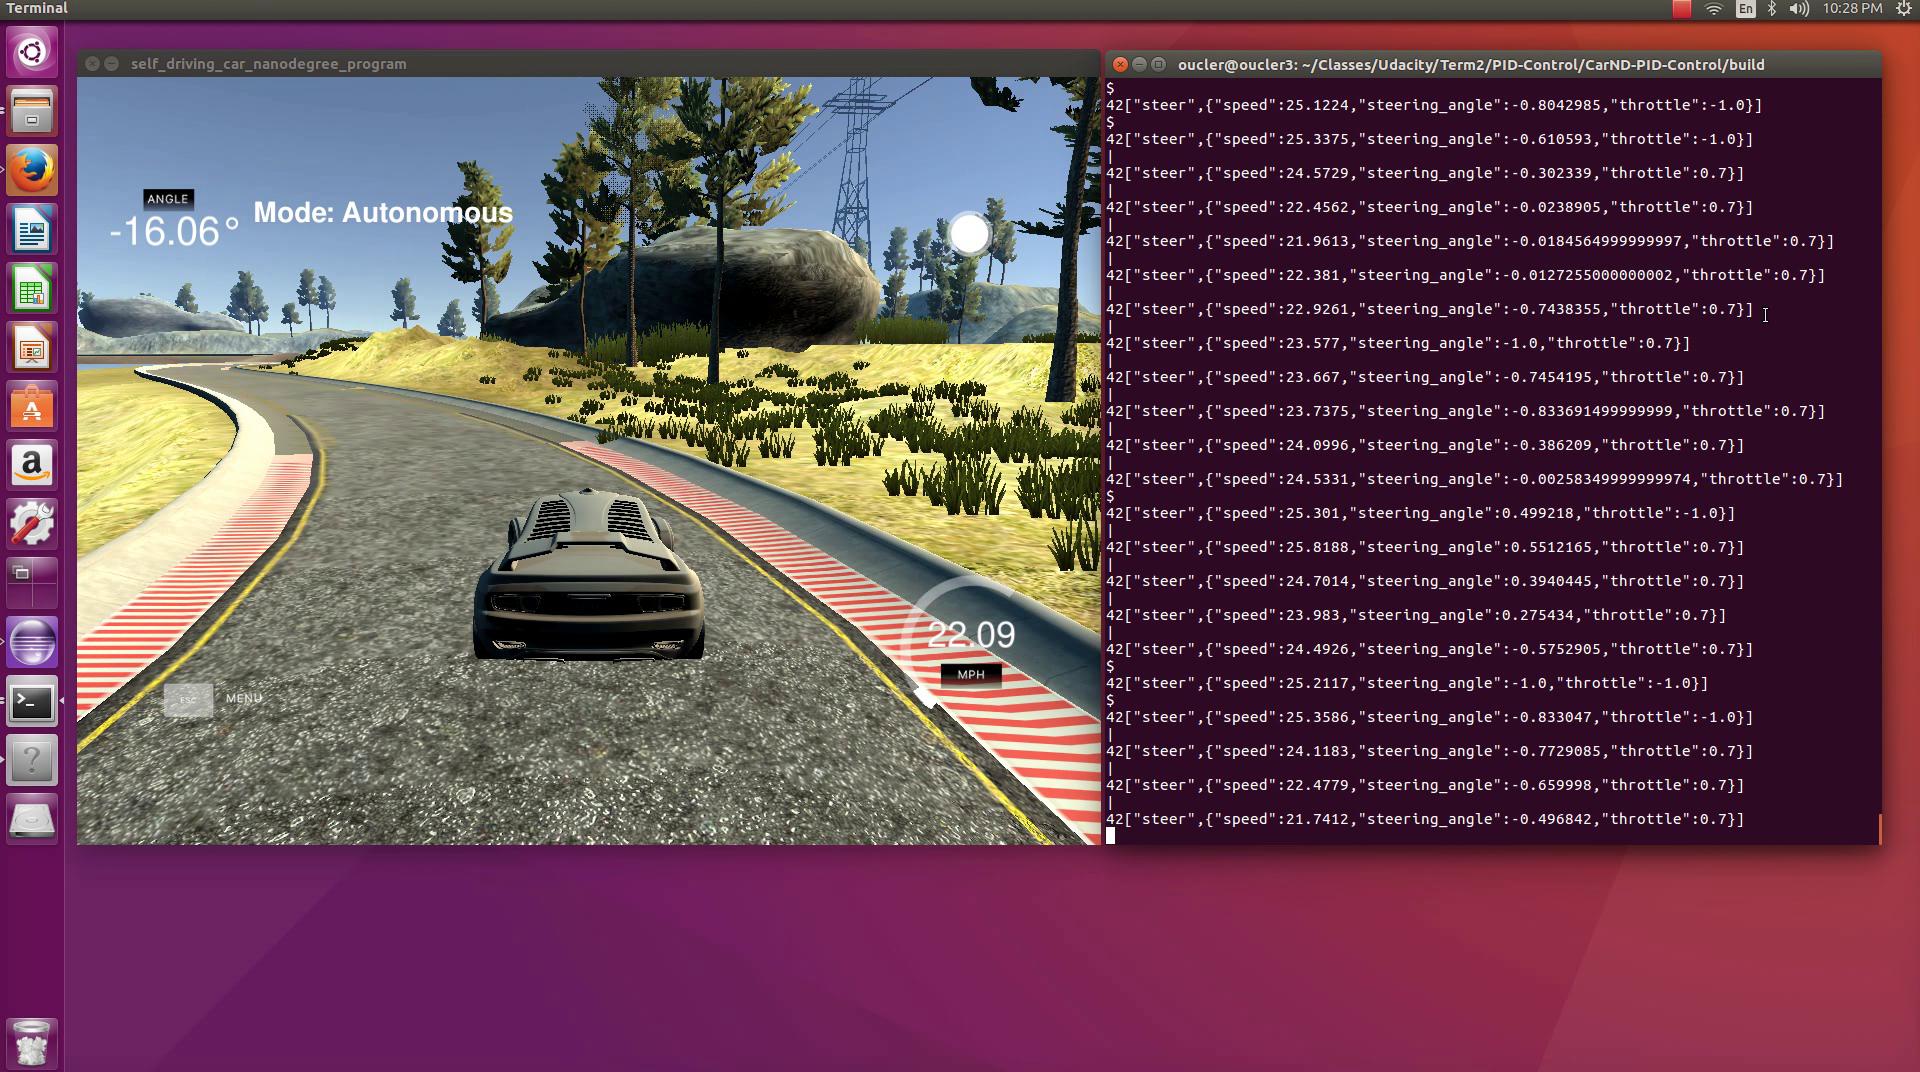 Terminal
En
10:28 PM
self_driving_car_nanodegree_program
ANGLE
-16.06°
Mode: Autonomous
22.09
MPH
ESC
MENU
oucler@oucler3: ~/Classes/Udacity/Term2/PID-Control/CarND-PID-Control/build
$
42["steer",{"speed":25.1224,"steering_angle":-0.8042985,"throttle":-1.0}]
$
42["steer",{"speed":25.3375,"steering_angle":-0.610593,"throttle":-1.0}]
|
42["steer",{"speed":24.5729,"steering_angle":-0.302339,"throttle":0.7}]
|
42["steer",{"speed":22.4562,"steering_angle":-0.0238905,"throttle":0.7}]
|
42["steer",{"speed":21.9613,"steering_angle":-0.0184564999999997,"throttle":0.7}]
|
42["steer",{"speed":22.381,"steering_angle":-0.0127255000000002,"throttle":0.7}]
|
42["steer",{"speed":22.9261,"steering_angle":-0.7438355,"throttle":0.7}]
|
42["steer",{"speed":23.577,"steering_angle":-1.0,"throttle":0.7}]
|
42["steer",{"speed":23.667,"steering_angle":-0.7454195,"throttle":0.7}]
|
42["steer",{"speed":23.7375,"steering_angle":-0.833691499999999,"throttle":0.7}]
|
42["steer",{"speed":24.0996,"steering_angle":-0.386209,"throttle":0.7}]
|
42["steer",{"speed":24.5331,"steering_angle":-0.00258349999999974,"throttle":0.7}]
$
42["steer",{"speed":25.301,"steering_angle":0.499218,"throttle":-1.0}]
|
42["steer",{"speed":25.8188,"steering_angle":0.5512165,"throttle":0.7}]
|
42["steer",{"speed":24.7014,"steering_angle":0.3940445,"throttle":0.7}]
|
42["steer",{"speed":23.983,"steering_angle":0.275434,"throttle":0.7}]
|
42["steer",{"speed":24.4926,"steering_angle":-0.5752905,"throttle":0.7}]
$
42["steer",{"speed":25.2117,"steering_angle":-1.0,"throttle":-1.0}]
$
42["steer",{"speed":25.3586,"steering_angle":-0.833047,"throttle":-1.0}]
|
42["steer",{"speed":24.1183,"steering_angle":-0.7729085,"throttle":0.7}]
|
42["steer",{"speed":22.4779,"steering_angle":-0.659998,"throttle":0.7}]
|
42["steer",{"speed":21.7412,"steering_angle":-0.496842,"throttle":0.7}]